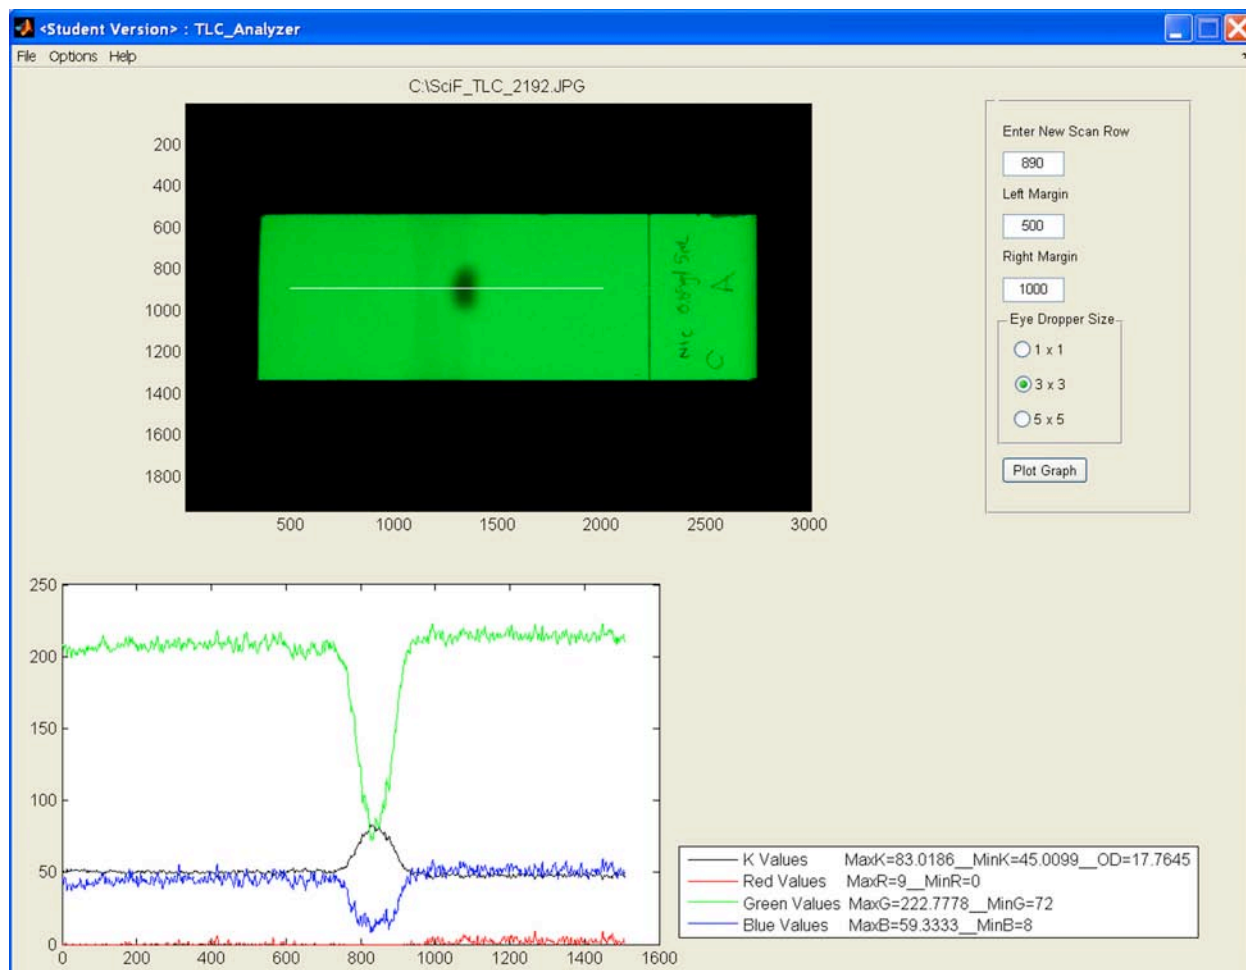 <Student Version> : TLC_Analyzer
File Options Help
C:\SciF_TLC_2192.JPG
200
400
600
800
1000
1200
1400
1600
1800
500 1000 1500 2000 2500 3000
A
C
Enter New Scan Row
890
Left Margin
500
Right Margin
1000
Eye Dropper Size
1 x 1
3 x 3
5 x 5
Plot Graph
250
200
150
100
50
0
0 200 400 600 800 1000 1200 1400 1600
K Values MaxK=83.0186__MinK=45.0099__OD=17.7645
Red Values MaxR=9__MinR=0
Green Values MaxG=222.7778__MinG=72
Blue Values MaxB=59.3333__MinB=8